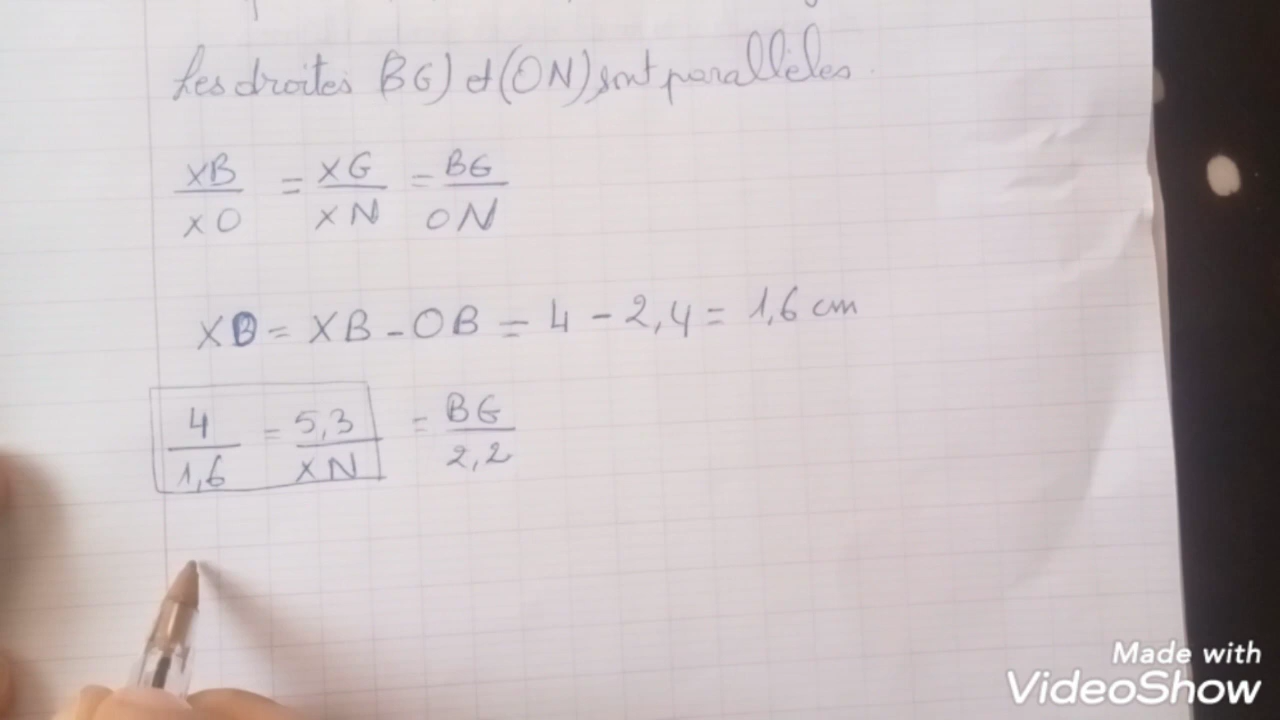 Les droites BG) et (ON) sont parallèles.
XB/XO = XG/XN = BG/ON
XO = XB - OB = 4 - 2,4 = 1,6 cm
4/1,6 = 5,3/XN = BG/2,2
Made with
VideoShow